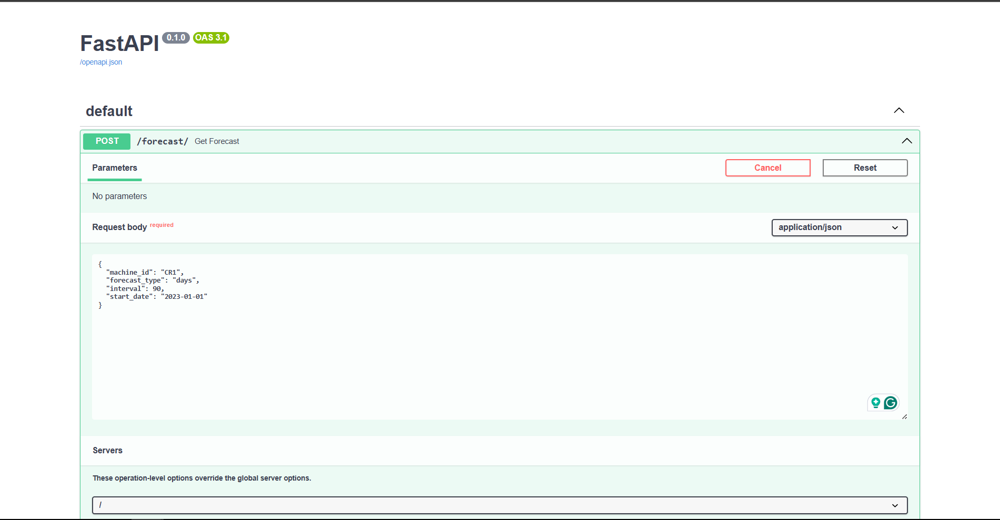 FastAPI 0.1.0 OAS 3.1
/openapi.json
default
POST /forecast/ Get Forecast
Parameters
Cancel
Reset
No parameters
Request body required
application/json
{
  "machine_id": "CR1",
  "forecast_type": "days",
  "interval": 90,
  "start_date": "2023-01-01"
}
Servers
These operation-level options override the global server options.
/